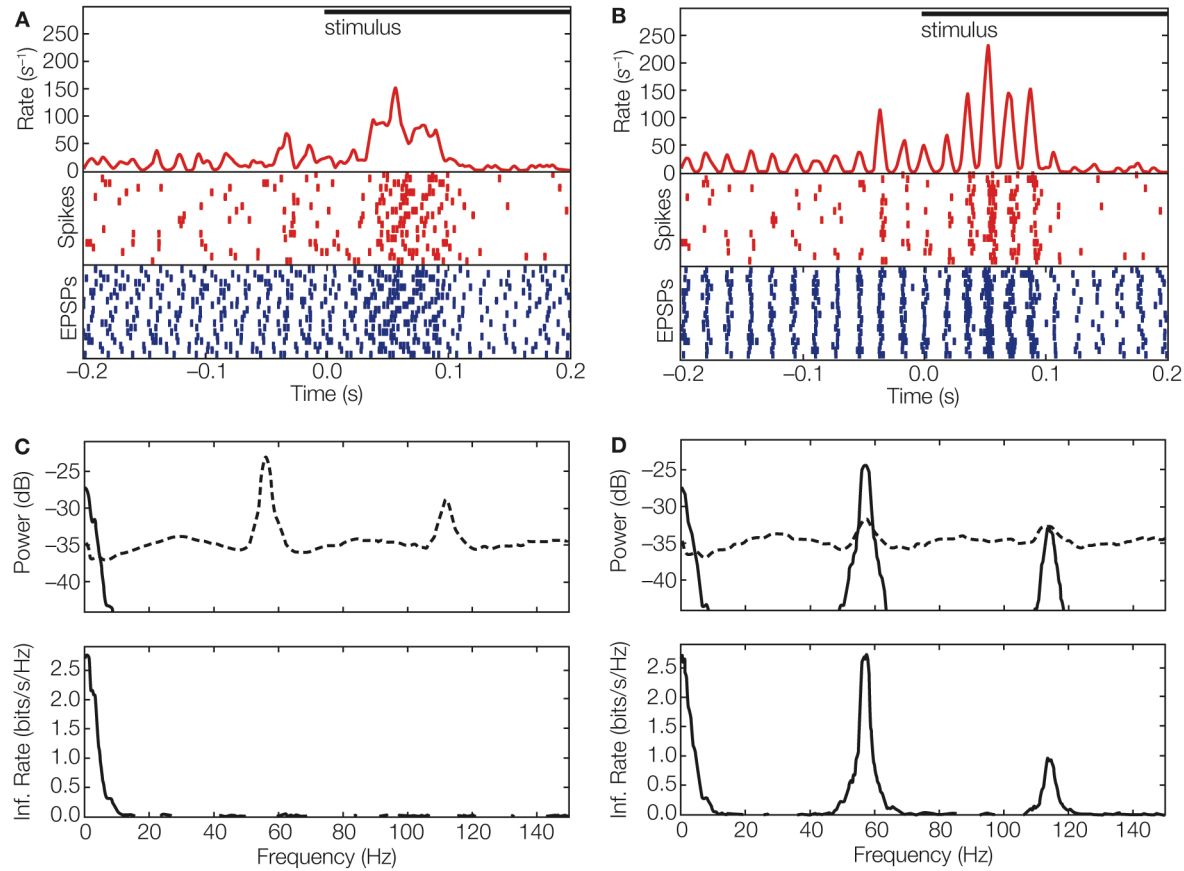 A
stimulus
250
200
150
100
50
0
Rate (s⁻¹)
Spikes
EPSPs
–0.2 –0.1 0.0 0.1 0.2
Time (s)
B
stimulus
250
200
150
100
50
0
Rate (s⁻¹)
Spikes
EPSPs
–0.2 –0.1 0.0 0.1 0.2
Time (s)
C
–25
–30
–35
–40
Power (dB)
2.5
2.0
1.5
1.0
0.5
0.0
Inf. Rate (bits/s/Hz)
0 20 40 60 80 100 120 140
Frequency (Hz)
D
–25
–30
–35
–40
Power (dB)
2.5
2.0
1.5
1.0
0.5
0.0
Inf. Rate (bits/s/Hz)
0 20 40 60 80 100 120 140
Frequency (Hz)